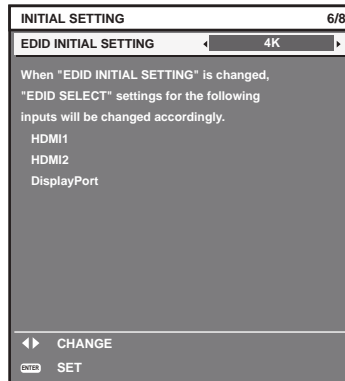 INITIAL SETTING 6/8
EDID INITIAL SETTING 4K
When "EDID INITIAL SETTING" is changed,
"EDID SELECT" settings for the following
inputs will be changed accordingly.
HDMI1
HDMI2
DisplayPort
CHANGE
ENTER SET